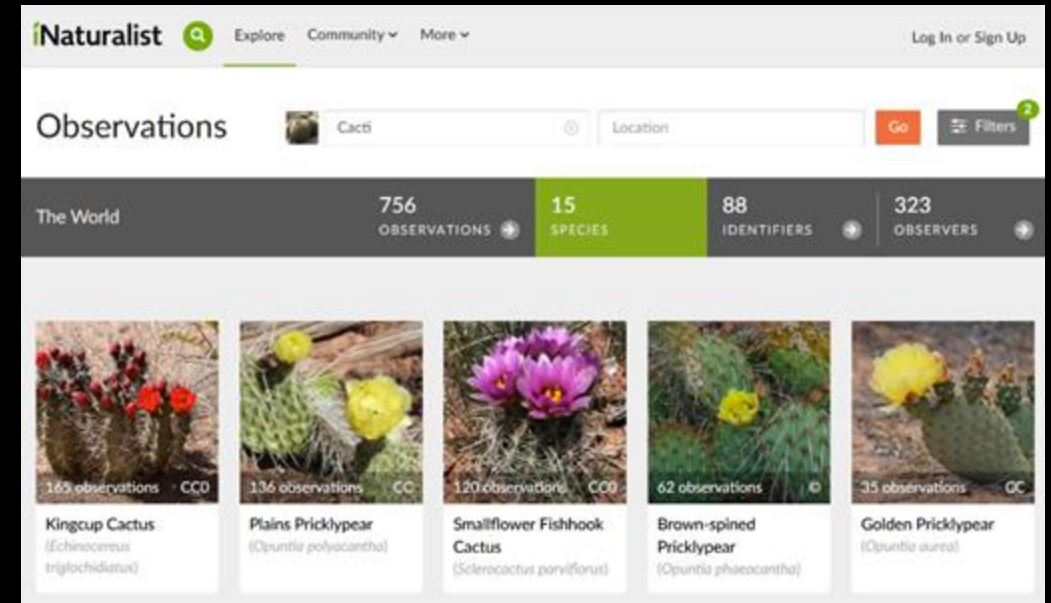 iNaturalist Explore Community More Log In or Sign Up
2
Observations Cacti Location Go Filters
The World
756
OBSERVATIONS
15
SPECIES
88
IDENTIFIERS
323
OBSERVERS
165 observations CC0
Kingcup Cactus
(Echinocereus
triglochidiatus)
136 observations CC
Plains Pricklypear
(Opuntia polyacantha)
120 observations CC0
Smallflower Fishhook
Cactus
(Sclerocactus parviflorus)
62 observations ©
Brown-spined
Pricklypear
(Opuntia phaeacantha)
35 observations CC
Golden Pricklypear
(Opuntia aurea)